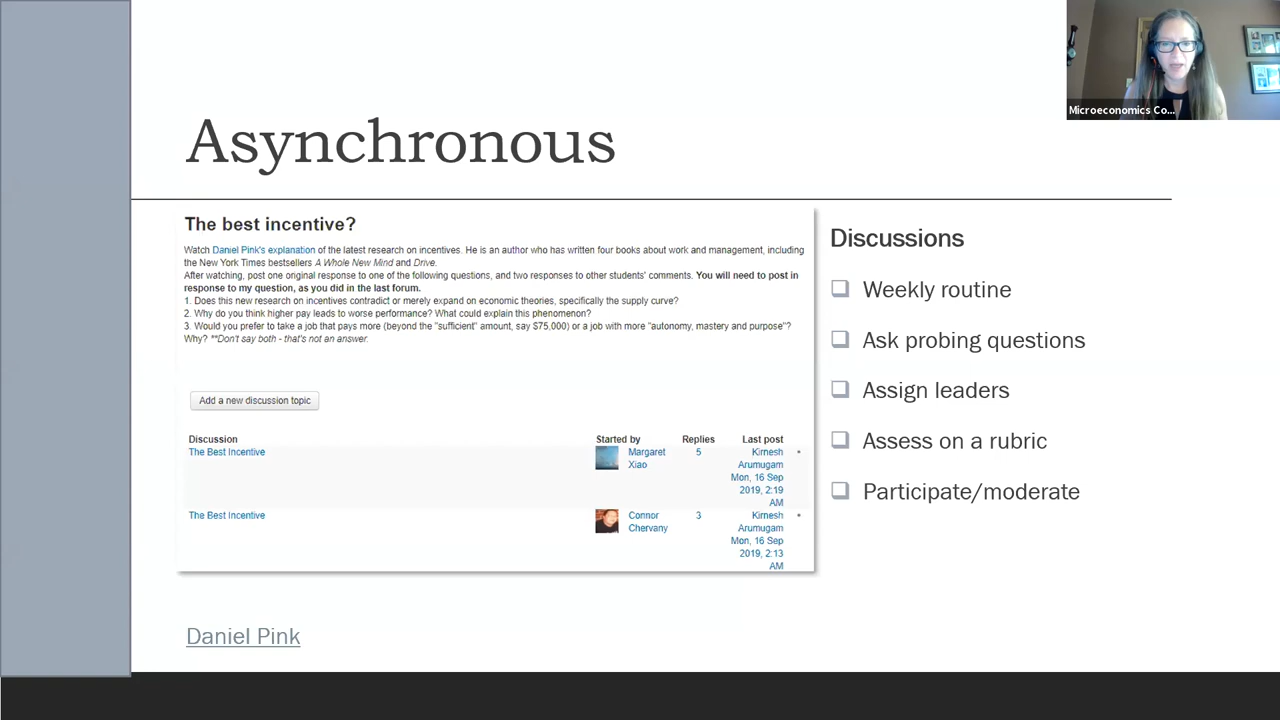 Microeconomics Co...
Asynchronous
The best incentive?
Watch Daniel Pink's explanation of the latest research on incentives. He is an author who has written four books about work and management, including
the New York Times bestsellers A Whole New Mind and Drive.
After watching, post one original response to one of the following questions, and two responses to other students' comments. You will need to post in
response to my question, as you did in the last forum.
1. Does this new research on incentives contradict or merely expand on economic theories, specifically the supply curve?
2. Why do you think higher pay leads to worse performance? What could explain this phenomenon?
3. Would you prefer to take a job that pays more (beyond the "sufficient" amount, say $75,000) or a job with more "autonomy, mastery and purpose"?
Why? **Don't say both - that's not an answer.
Add a new discussion topic
Discussion Started by Replies Last post
The Best Incentive Margaret 5 Kirnesh
Xiao Arumugam
Mon, 16 Sep
2019, 2:19
AM
The Best Incentive Connor 3 Kirnesh
Chervany Arumugam
Mon, 16 Sep
2019, 2:13
AM
Discussions
Weekly routine
Ask probing questions
Assign leaders
Assess on a rubric
Participate/moderate
Daniel Pink